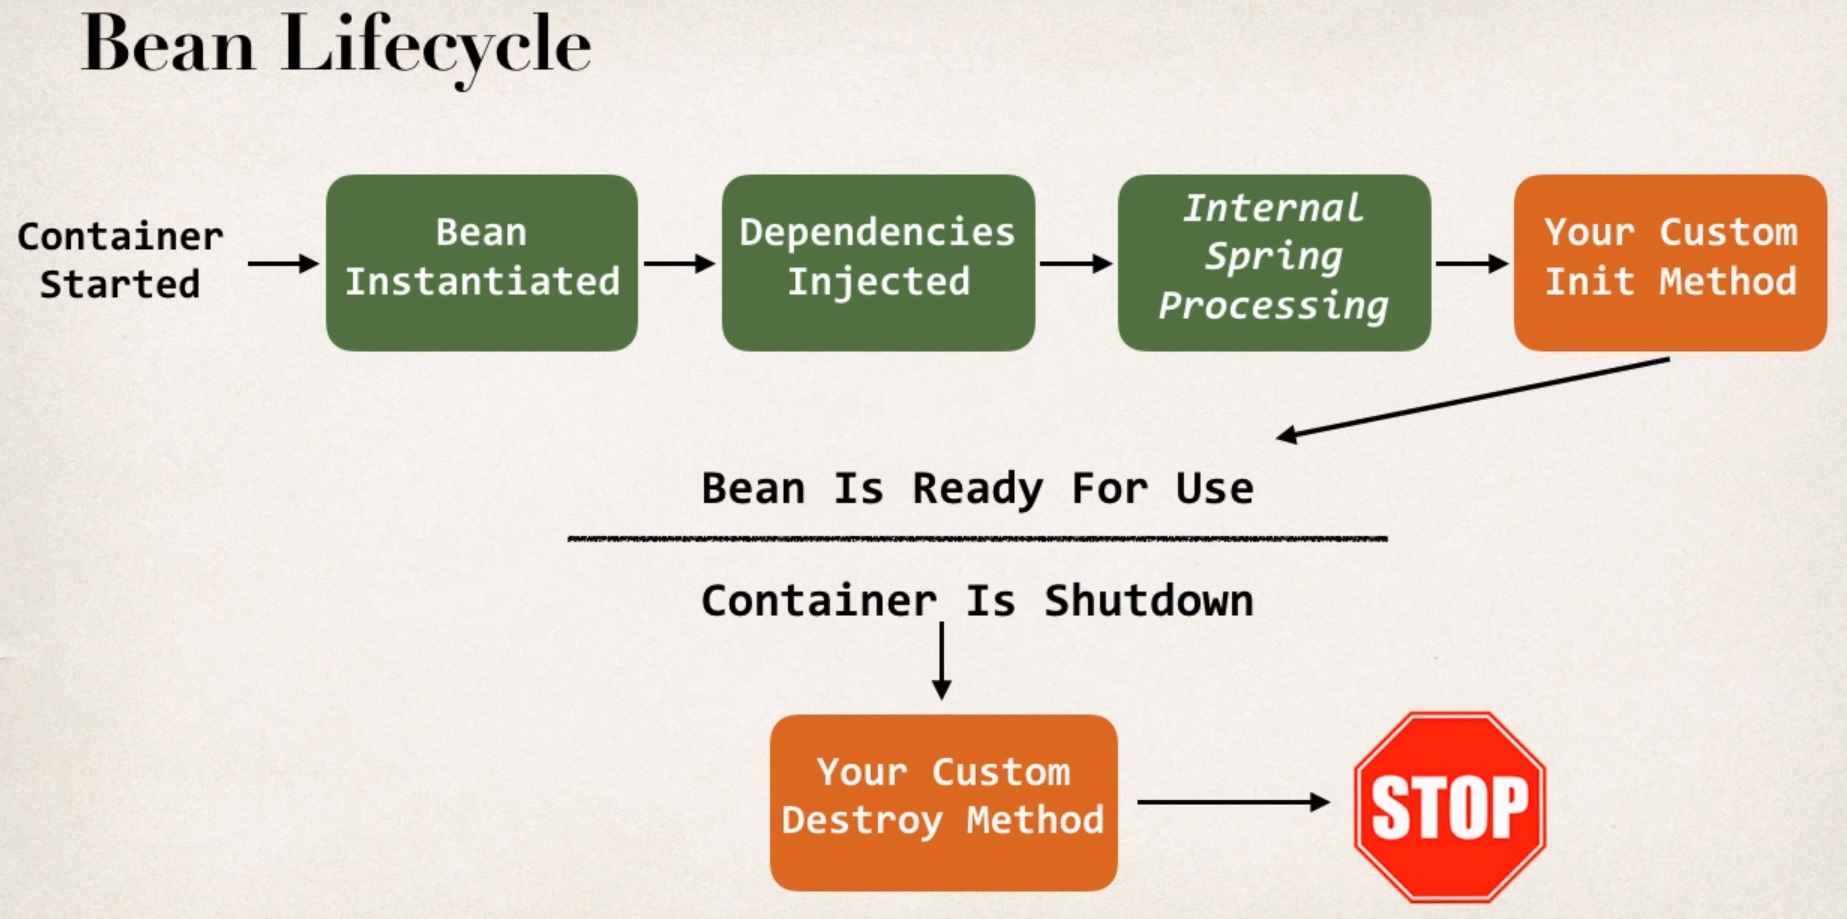 Bean Lifecycle
Container
Started
Bean
Instantiated
Dependencies
Injected
Internal
Spring
Processing
Your Custom
Init Method
Bean Is Ready For Use
Container Is Shutdown
Your Custom
Destroy Method
STOP